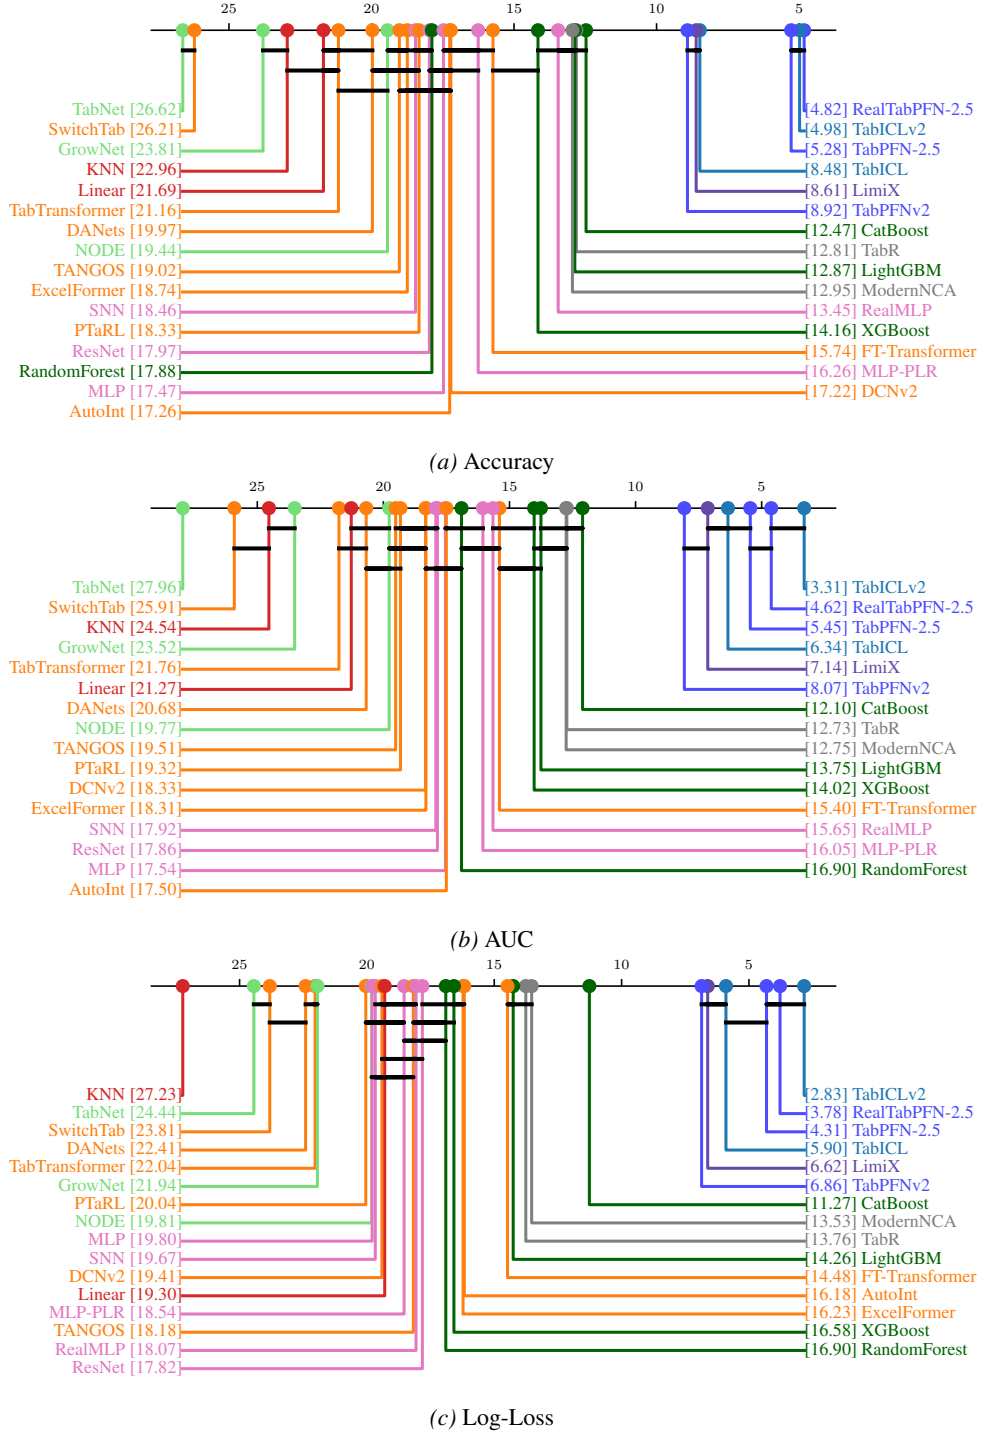 25 20 15 10 5
TabNet [26.62] [4.82] RealTabPFN-2.5
SwitchTab [26.21] [4.98] TabICLv2
GrowNet [23.81] [5.28] TabPFN-2.5
KNN [22.96] [8.48] TabICL
Linear [21.69] [8.61] LimiX
TabTransformer [21.16] [8.92] TabPFNv2
DANets [19.97] [12.47] CatBoost
NODE [19.44] [12.81] TabR
TANGOS [19.02] [12.87] LightGBM
ExcelFormer [18.74] [12.95] ModernNCA
SNN [18.46] [13.45] RealMLP
PTaRL [18.33] [14.16] XGBoost
ResNet [17.97] [15.74] FT-Transformer
RandomForest [17.88] [16.26] MLP-PLR
MLP [17.47] [17.22] DCNv2
AutoInt [17.26]
(a) Accuracy
25 20 15 10 5
TabNet [27.96] [3.31] TabICLv2
SwitchTab [25.91] [4.62] RealTabPFN-2.5
KNN [24.54] [5.45] TabPFN-2.5
GrowNet [23.52] [6.34] TabICL
TabTransformer [21.76] [7.14] LimiX
Linear [21.27] [8.07] TabPFNv2
DANets [20.68] [12.10] CatBoost
NODE [19.77] [12.73] TabR
TANGOS [19.51] [12.75] ModernNCA
PTaRL [19.32] [13.75] LightGBM
DCNv2 [18.33] [14.02] XGBoost
ExcelFormer [18.31] [15.40] FT-Transformer
SNN [17.92] [15.65] RealMLP
ResNet [17.86] [16.05] MLP-PLR
MLP [17.54] [16.90] RandomForest
AutoInt [17.50]
(b) AUC
25 20 15 10 5
KNN [27.23] [2.83] TabICLv2
TabNet [24.44] [3.78] RealTabPFN-2.5
SwitchTab [23.81] [4.31] TabPFN-2.5
DANets [22.41] [5.90] TabICL
TabTransformer [22.04] [6.62] LimiX
GrowNet [21.94] [6.86] TabPFNv2
PTaRL [20.04] [11.27] CatBoost
NODE [19.81] [13.53] ModernNCA
MLP [19.80] [13.76] TabR
SNN [19.67] [14.26] LightGBM
DCNv2 [19.41] [14.48] FT-Transformer
Linear [19.30] [16.18] AutoInt
MLP-PLR [18.54] [16.23] ExcelFormer
TANGOS [18.18] [16.58] XGBoost
RealMLP [18.07] [16.90] RandomForest
ResNet [17.82]
(c) Log-Loss